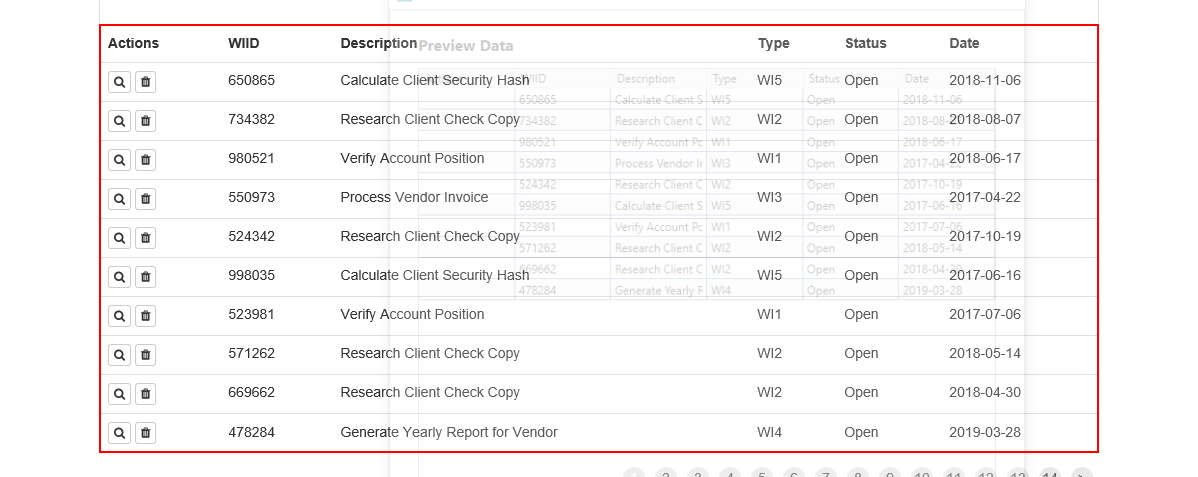 Actions WIID Description Type Status Date
650865 Calculate Client Security Hash WI5 Open 2018-11-06
734382 Research Client Check Copy WI2 Open 2018-08-07
980521 Verify Account Position WI1 Open 2018-06-17
550973 Process Vendor Invoice WI3 Open 2017-04-22
524342 Research Client Check Copy WI2 Open 2017-10-19
998035 Calculate Client Security Hash WI5 Open 2017-06-16
523981 Verify Account Position WI1 Open 2017-07-06
571262 Research Client Check Copy WI2 Open 2018-05-14
669662 Research Client Check Copy WI2 Open 2018-04-30
478284 Generate Yearly Report for Vendor WI4 Open 2019-03-28
Preview Data
WIID Description Type Status Date
650865 Calculate Client S WI5 Open 2018-11-06
734382 Research Client C WI2 Open 2018-08-
980521 Verify Account Pc WI1 Open 2018-06-17
550973 Process Vendor Ir WI3 Open 2017-04-22
524342 Research Client C WI2 Open 2017-10-19
998035 Calculate Client S WI5 Open 2017-06-16
523981 Verify Account Pc WI1 Open 2017-07-06
571262 Research Client C WI2 Open 2018-05-14
669662 Research Client C WI2 Open 2018-04-30
478284 Generate Yearly R WI4 Open 2019-03-28
1 2 3 4 5 6 7 8 9 10 11 12 13 14 >